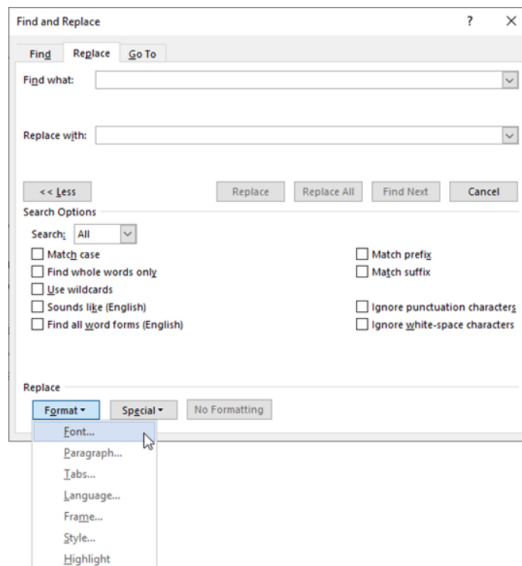 Find and Replace ? ×
Find Replace Go To
Find what:
Replace with:
<< Less Replace Replace All Find Next Cancel
Search Options
Search: All
Match case Match prefix
Find whole words only Match suffix
Use wildcards
Sounds like (English) Ignore punctuation characters
Find all word forms (English) Ignore white-space characters
Replace
Format Special No Formatting
Font...
Paragraph...
Tabs...
Language...
Frame...
Style...
Highlight